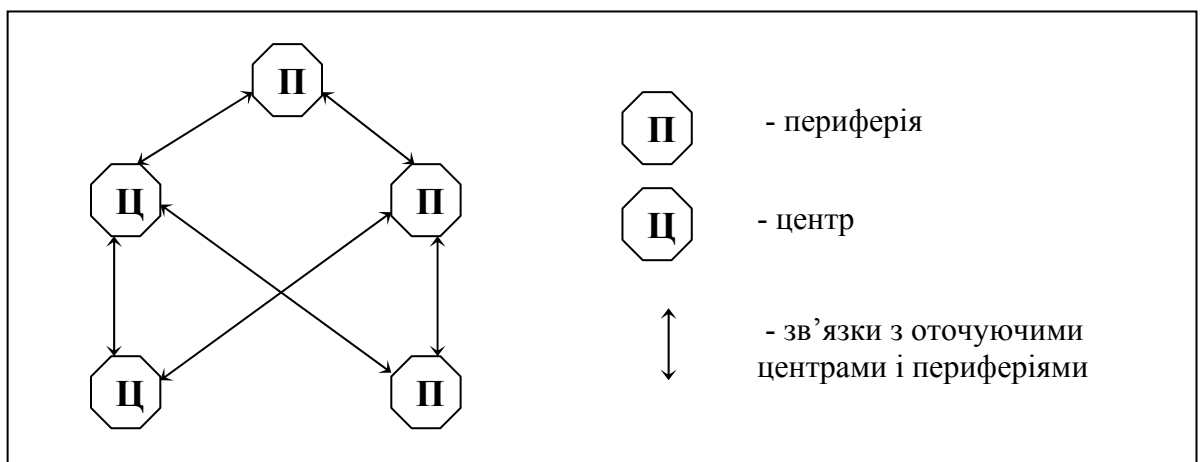 П
Ц П
Ц П
П - периферія
Ц - центр
- зв’язки з оточуючими
центрами і периферіями